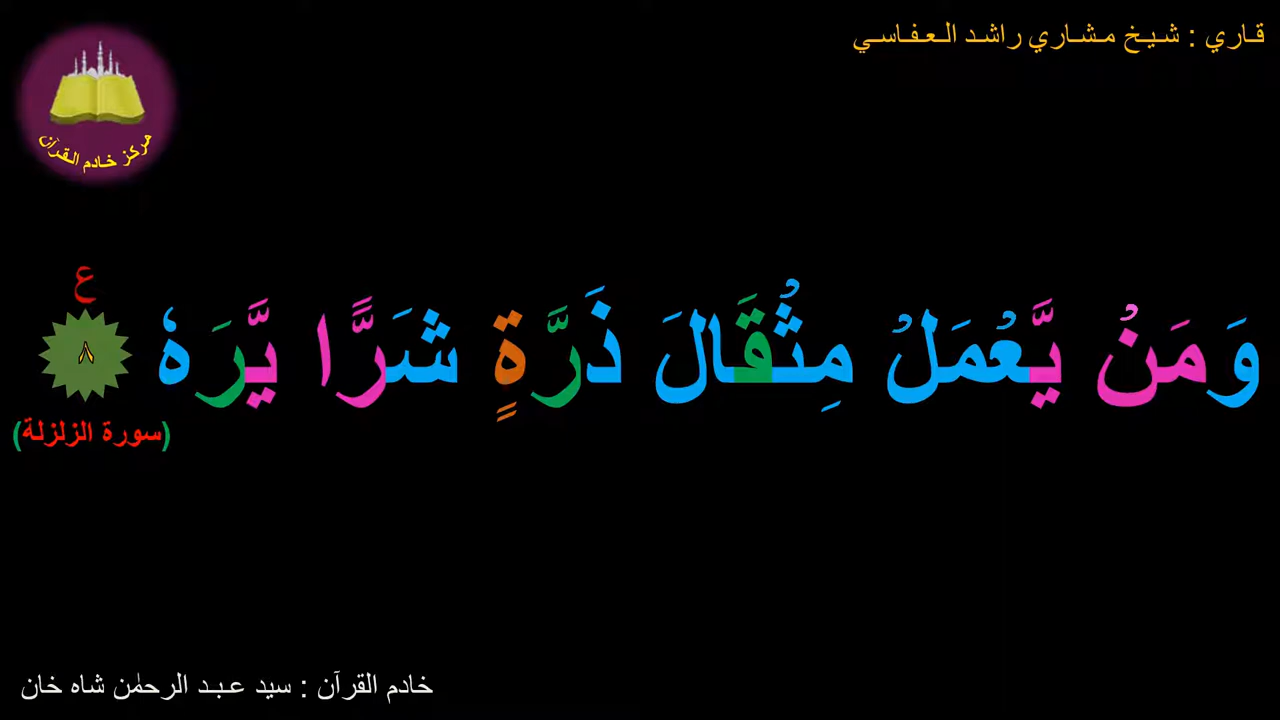 قاري : شيخ مشاري راشد العفاسي
مركز خادم القرآن
وَمَنْ يَّعْمَلْ مِثْقَالَ ذَرَّةٍ شَرًّا يَّرَهٗ ٨
ع
(سورة الزلزلة)
خادم القرآن : سيد عبد الرحمٰن شاه خان